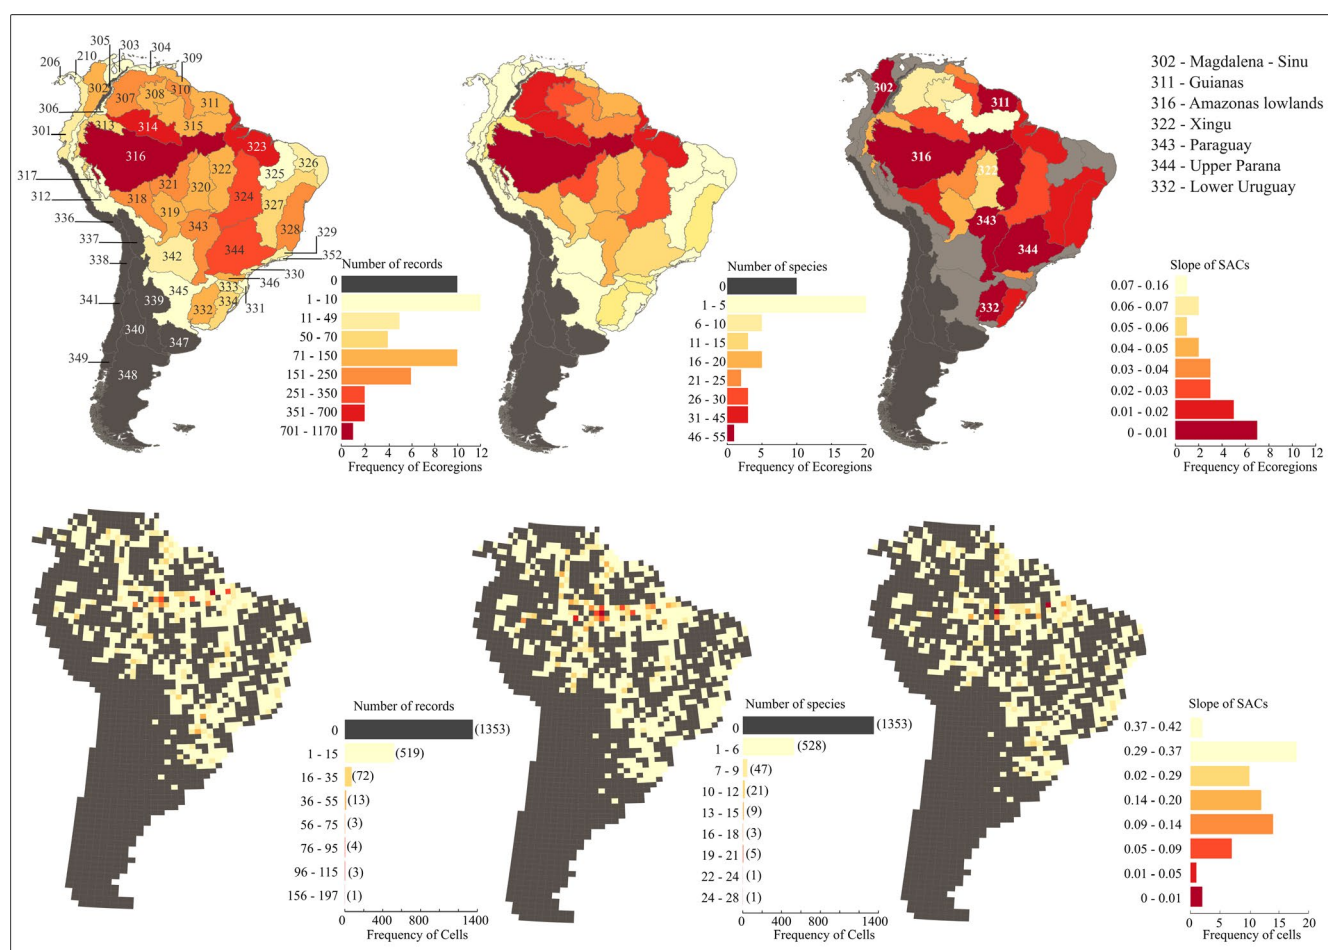 305
303
304
206
210
309
302
307
308
310
311
306
301
313
314
315
316
323
326
325
322
317
321
320
324
327
318
312
319
343
328
336
337
344
329
342
352
338
330
333
346
345
334
331
341
339
332
340
347
349
348
Number of records
0
1 - 10
11 - 49
50 - 70
71 - 150
151 - 250
251 - 350
351 - 700
701 - 1170
0 2 4 6 8 10 12
Frequency of Ecoregions
Number of species
0
1 - 5
6 - 10
11 - 15
16 - 20
21 - 25
26 - 30
31 - 45
46 - 55
0 5 10 15 20
Frequency of Ecoregions
302
311
316
322
343
344
332
302 - Magdalena - Sinu
311 - Guianas
316 - Amazonas lowlands
322 - Xingu
343 - Paraguay
344 - Upper Parana
332 - Lower Uruguay
Slope of SACs
0.07 - 0.16
0.06 - 0.07
0.05 - 0.06
0.04 - 0.05
0.03 - 0.04
0.02 - 0.03
0.01 - 0.02
0 - 0.01
0 2 4 6 8 10 12
Frequency of Ecoregions
Number of records
0 (1353)
1 - 15 (519)
16 - 35 (72)
36 - 55 (13)
56 - 75 (3)
76 - 95 (4)
96 - 115 (3)
156 - 197 (1)
0 400 800 1400
Frequency of Cells
Number of species
0 (1353)
1 - 6 (528)
7 - 9 (47)
10 - 12 (21)
13 - 15 (9)
16 - 18 (3)
19 - 21 (5)
22 - 24 (1)
24 - 28 (1)
0 400 800 1400
Frequency of Cells
Slope of SACs
0.37 - 0.42
0.29 - 0.37
0.02 - 0.29
0.14 - 0.20
0.09 - 0.14
0.05 - 0.09
0.01 - 0.05
0 - 0.01
0 5 10 15 20
Frequency of cells